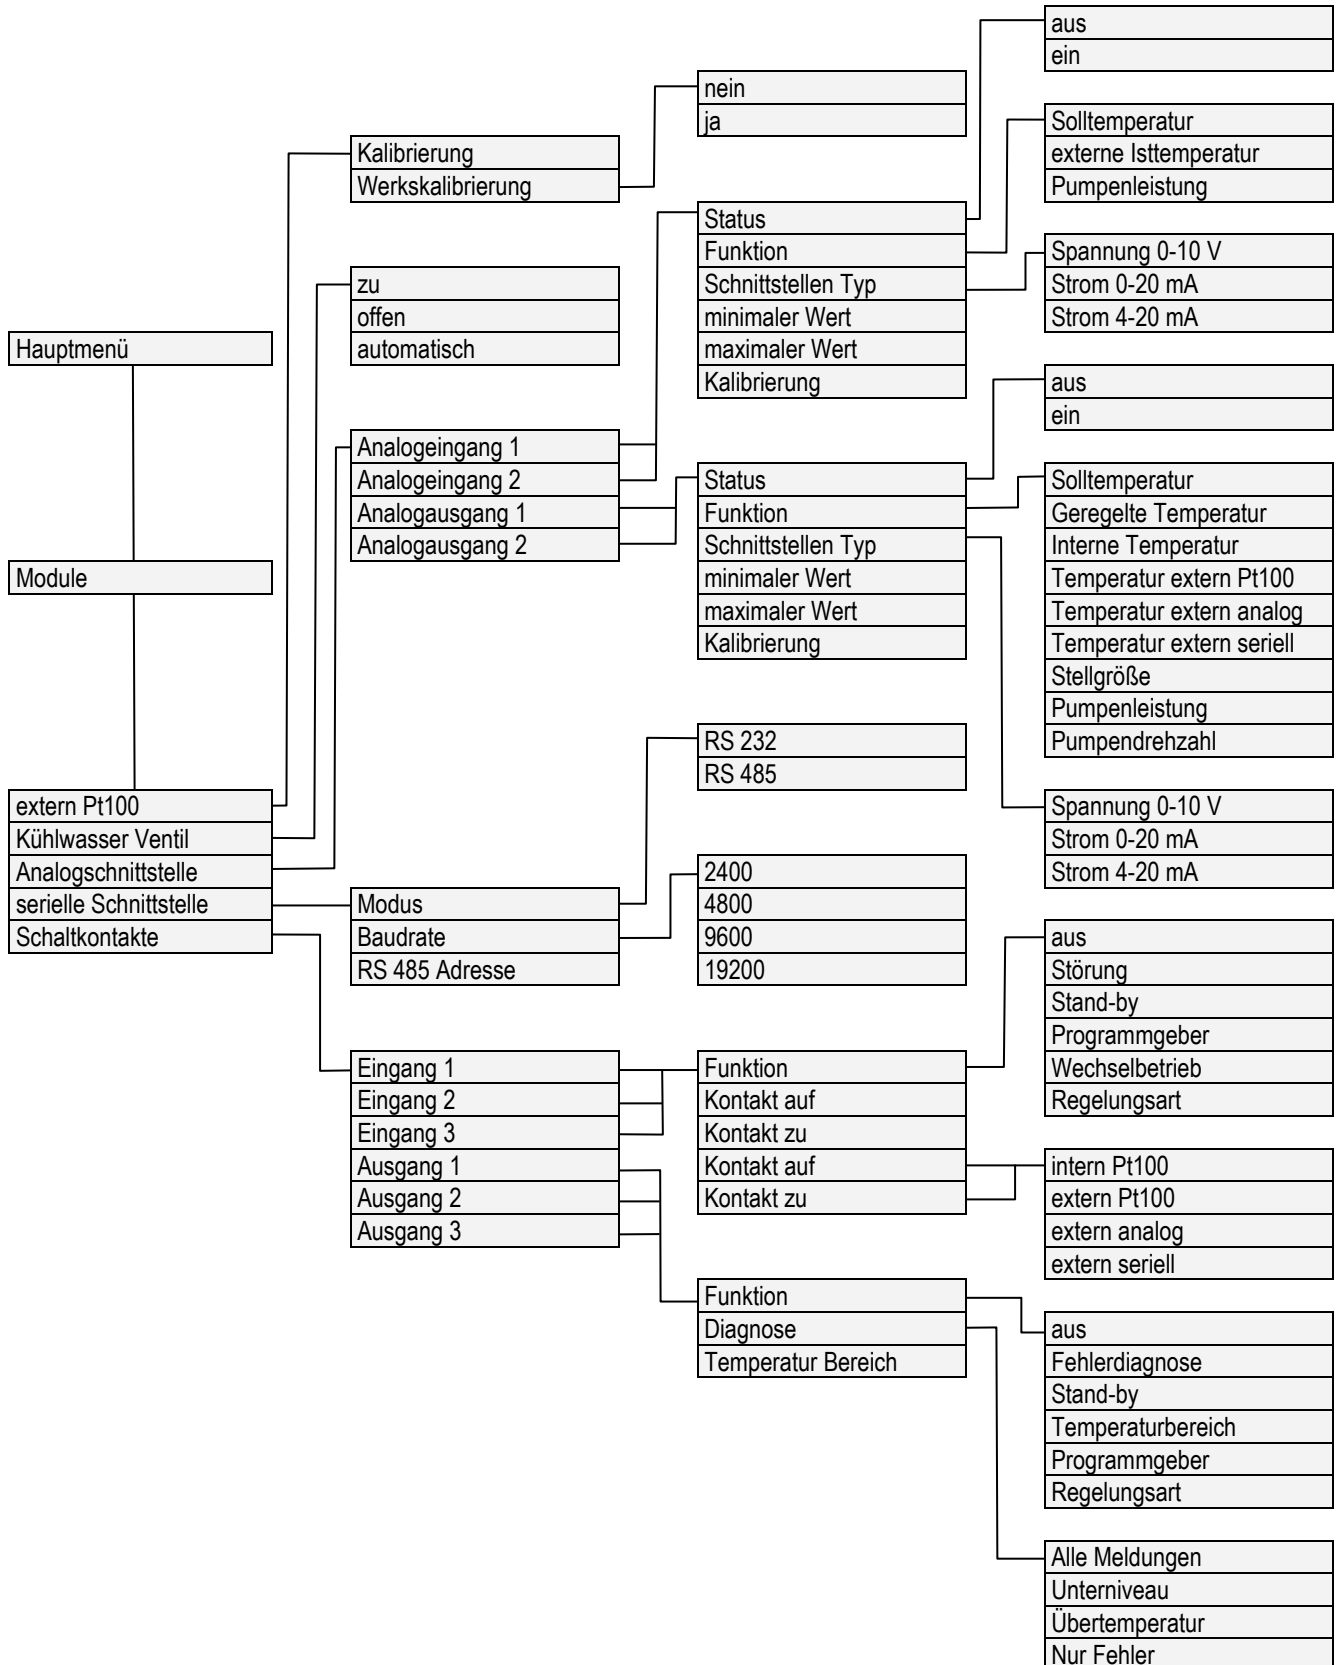 Hauptmenü
Module
extern Pt100
Kühlwasser Ventil
Analogschnittstelle
serielle Schnittstelle
Schaltkontakte
Kalibrierung
Werkskalibrierung
zu
offen
automatisch
Analogeingang 1
Analogeingang 2
Analogausgang 1
Analogausgang 2
Modus
Baudrate
RS 485 Adresse
Eingang 1
Eingang 2
Eingang 3
Ausgang 1
Ausgang 2
Ausgang 3
nein
ja
Status
Funktion
Schnittstellen Typ
minimaler Wert
maximaler Wert
Kalibrierung
Status
Funktion
Schnittstellen Typ
minimaler Wert
maximaler Wert
Kalibrierung
RS 232
RS 485
2400
4800
9600
19200
Funktion
Kontakt auf
Kontakt zu
Kontakt auf
Kontakt zu
Funktion
Diagnose
Temperatur Bereich
aus
ein
Solltemperatur
externe Isttemperatur
Pumpenleistung
Spannung 0-10 V
Strom 0-20 mA
Strom 4-20 mA
aus
ein
Solltemperatur
Geregelte Temperatur
Interne Temperatur
Temperatur extern Pt100
Temperatur extern analog
Temperatur extern seriell
Stellgröße
Pumpenleistung
Pumpendrehzahl
Spannung 0-10 V
Strom 0-20 mA
Strom 4-20 mA
aus
Störung
Stand-by
Programmgeber
Wechselbetrieb
Regelungsart
intern Pt100
extern Pt100
extern analog
extern seriell
aus
Fehlerdiagnose
Stand-by
Temperaturbereich
Programmgeber
Regelungsart
Alle Meldungen
Unterniveau
Übertemperatur
Nur Fehler